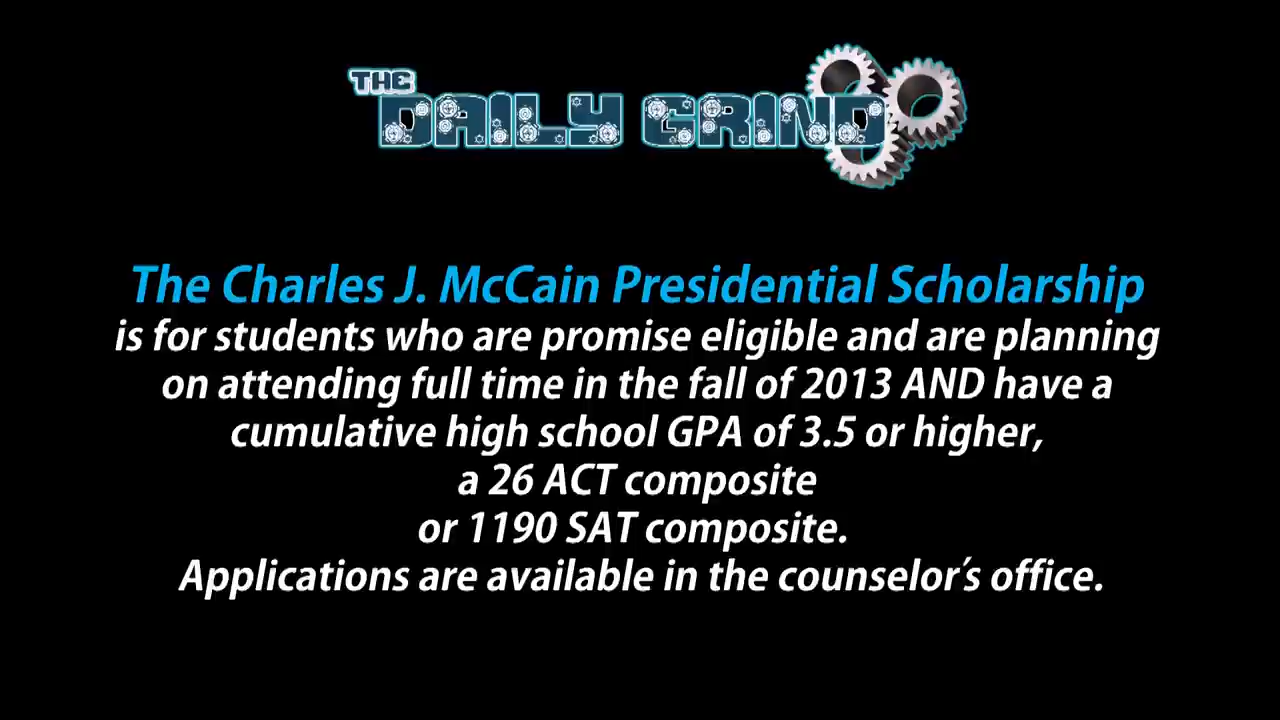 THE
DAILY GRIND
The Charles J. McCain Presidential Scholarship
is for students who are promise eligible and are planning
on attending full time in the fall of 2013 AND have a
cumulative high school GPA of 3.5 or higher,
a 26 ACT composite
or 1190 SAT composite.
Applications are available in the counselor's office.